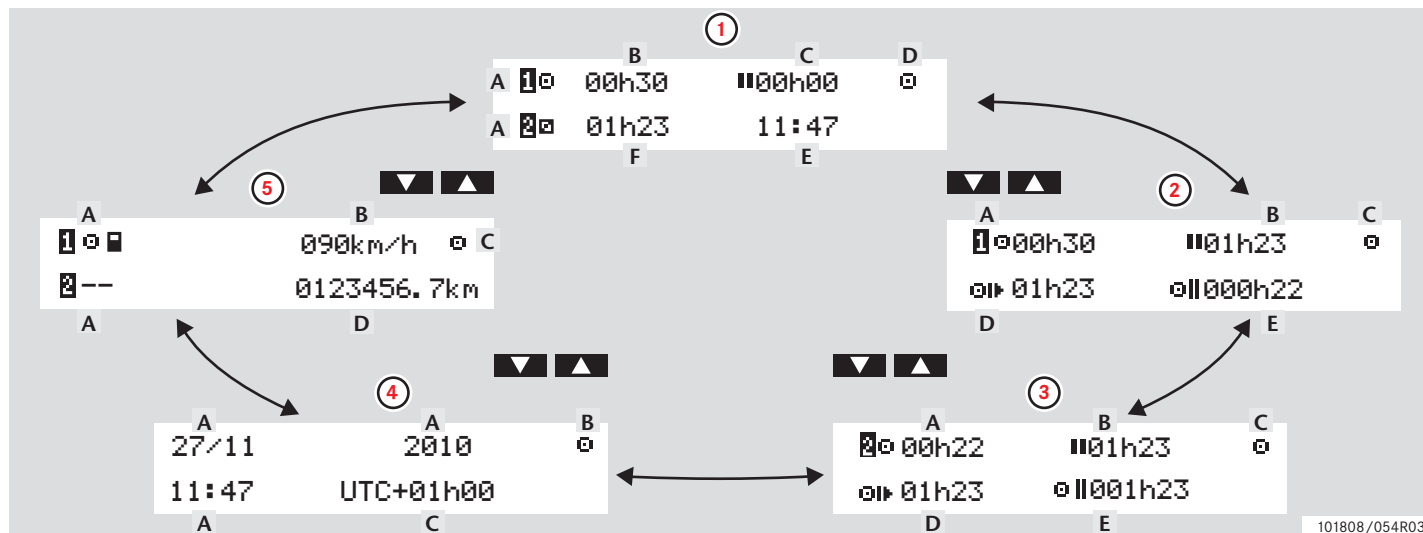 1
B C D
A 1 00h30 00h00
A 2 01h23 11:47
F E
5
A B
1 090km/h C
2 -- 0123456.7km
A D
2
A B C
1 00h30 01h23
01h23 000h22
D E
4
A A B
27/11 2010
11:47 UTC+01h00
A C
3
A B C
2 00h22 01h23
01h23 001h23
D E
101808/054R03